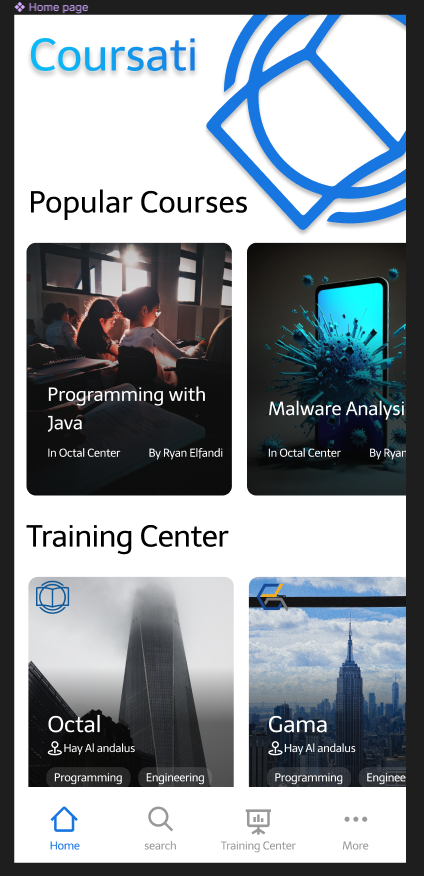 Home page
Coursati
Popular Courses
Programming with
Java
In Octal Center By Ryan Elfandi
Malware Analysi
In Octal Center By Ryan
Training Center
Octal
Hay Al andalus
Programming Engineering
Gama
Hay Al andalus
Programming Enginee
Home search Training Center More